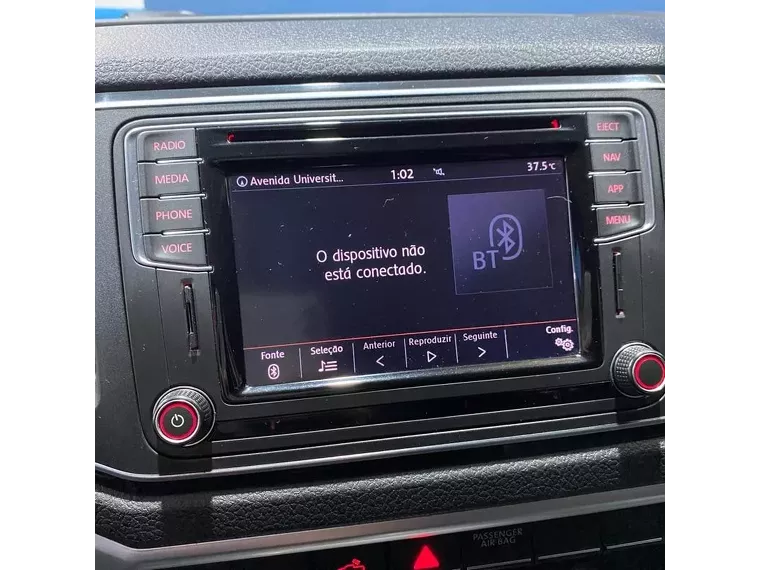 RADIO
MEDIA
PHONE
VOICE
EJECT
NAV
APP
MENU
Avenida Universit... 1:02 37.5 °C
O dispositivo não
está conectado.
BT
Fonte Seleção Anterior Reproduzir Seguinte Config.
PASSENGER
AIR BAG